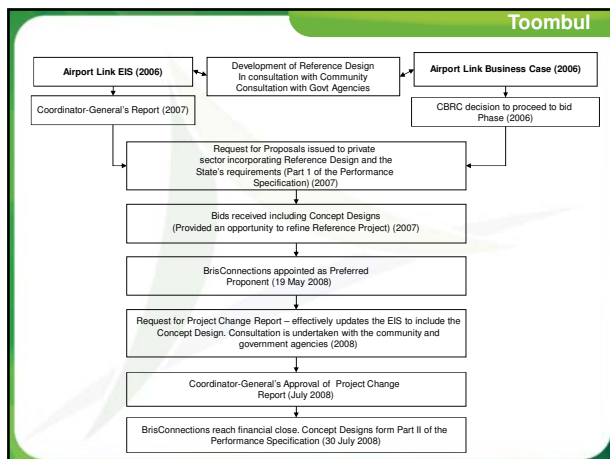 Toombul
Airport Link EIS (2006)
Development of Reference Design
In consultation with Community
Consultation with Govt Agencies
Airport Link Business Case (2006)
Coordinator-General's Report (2007)
CBRC decision to proceed to bid
Phase (2006)
Request for Proposals issued to private
sector incorporating Reference Design and the
State's requirements (Part 1 of the Performance
Specification) (2007)
Bids received including Concept Designs
(Provided an opportunity to refine Reference Project) (2007)
BrisConnections appointed as Preferred
Proponent (19 May 2008)
Request for Project Change Report – effectively updates the EIS to include the
Concept Design. Consultation is undertaken with the community and
government agencies (2008)
Coordinator-General's Approval of Project Change
Report (July 2008)
BrisConnections reach financial close. Concept Designs form Part II of the
Performance Specification (30 July 2008)